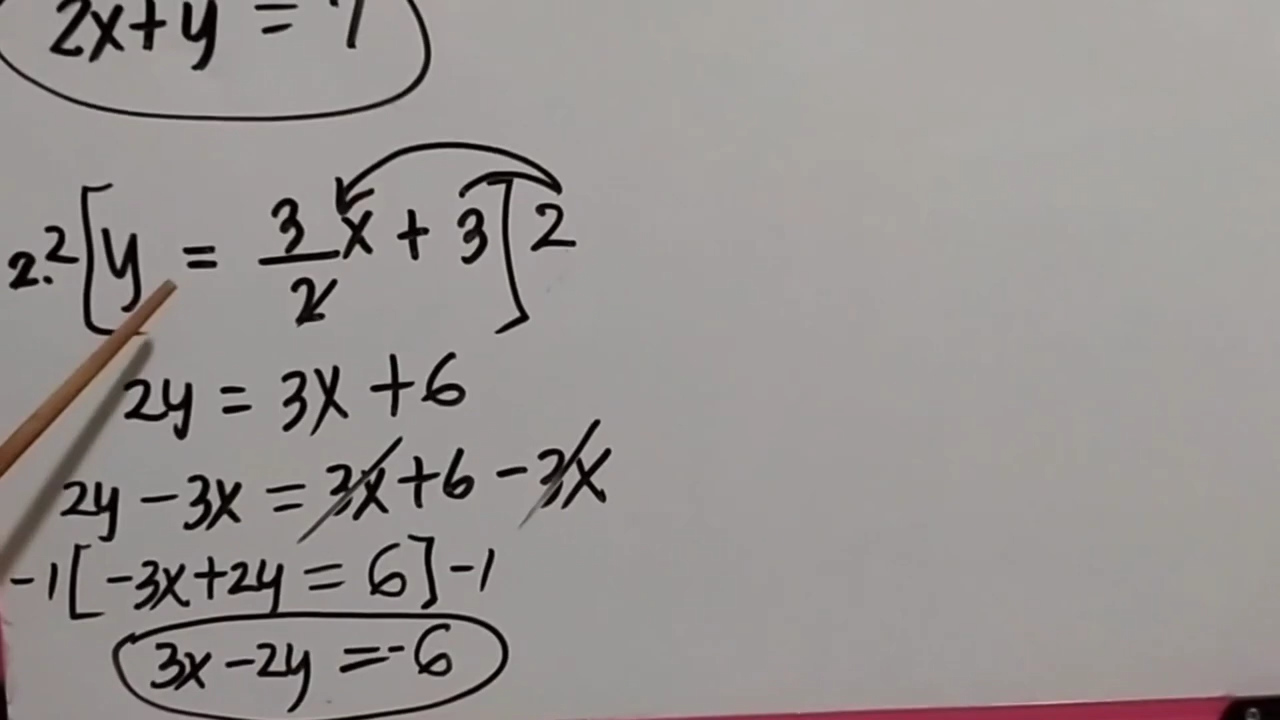 2x+y = 7
2. 2[y = 3/2 x + 3]2
2y = 3x + 6
2y - 3x = 3x + 6 - 3x
-1[-3x+2y = 6]-1
3x - 2y = -6